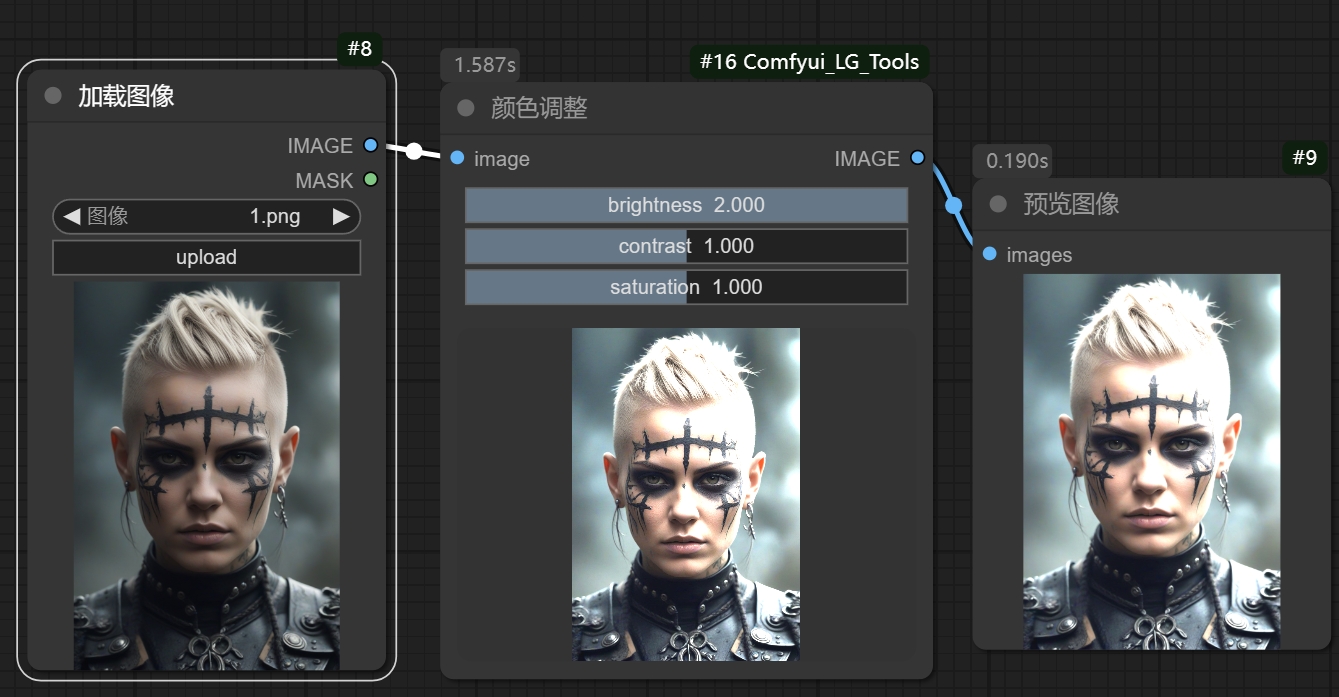 #8
加载图像
IMAGE
MASK
图像 1.png
upload
1.587s
#16 Comfyui_LG_Tools
颜色调整
image IMAGE
brightness 2.000
contrast 1.000
saturation 1.000
0.190s
#9
预览图像
images